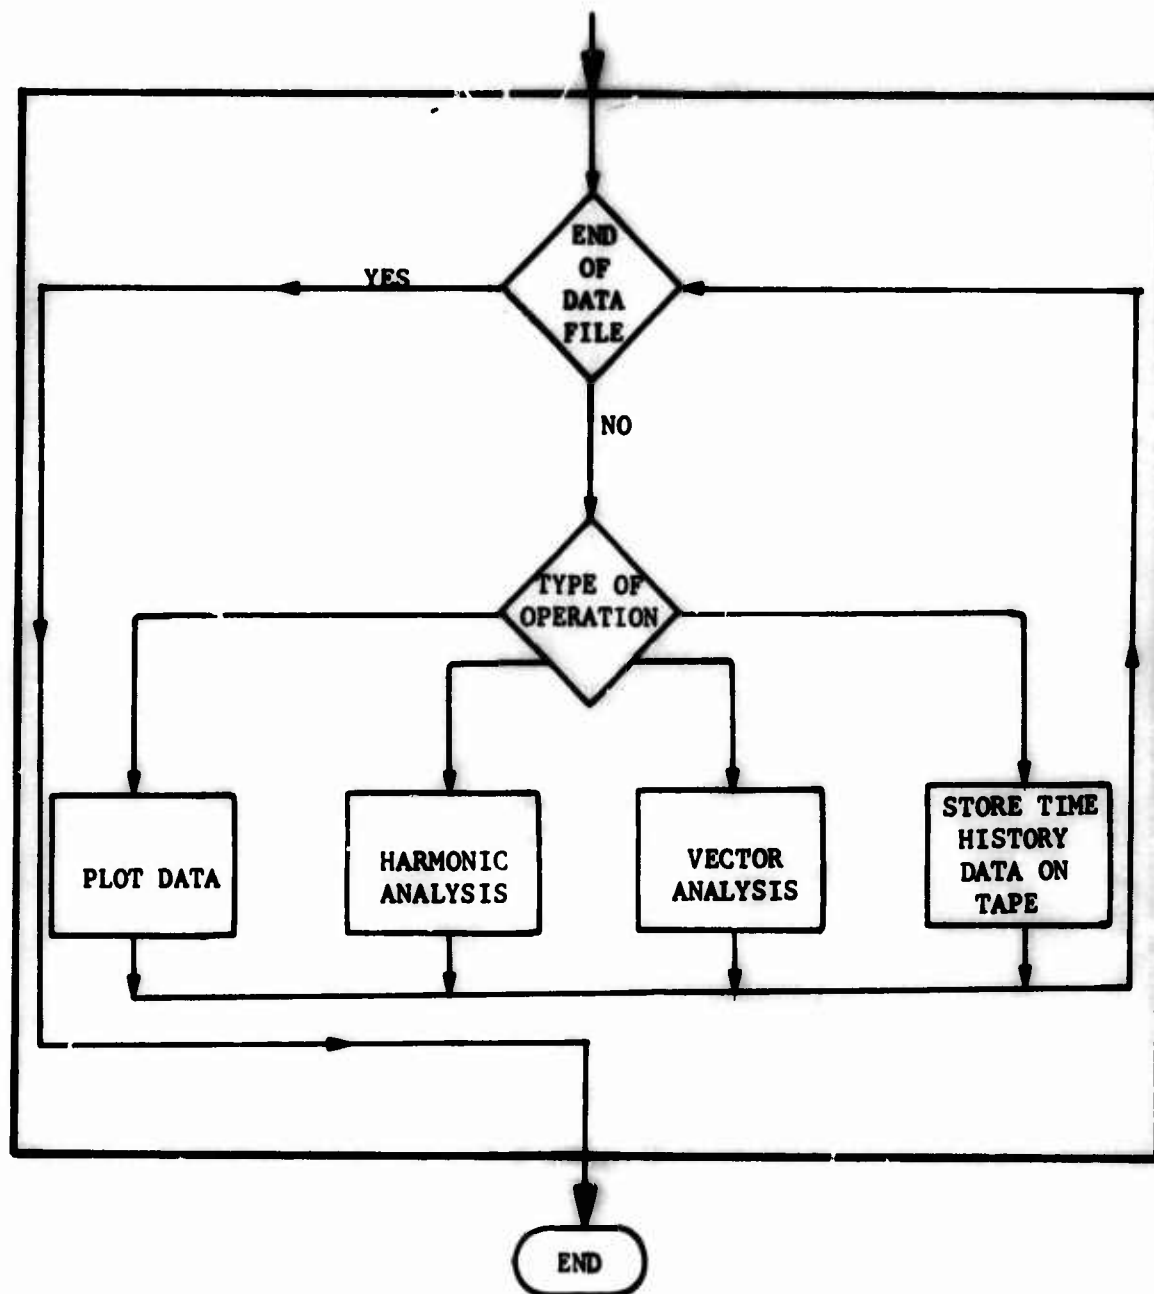 END
OF
DATA
FILE
YES
NO
TYPE OF
OPERATION
PLOT DATA
HARMONIC
ANALYSIS
VECTOR
ANALYSIS
STORE TIME
HISTORY
DATA ON
TAPE
END